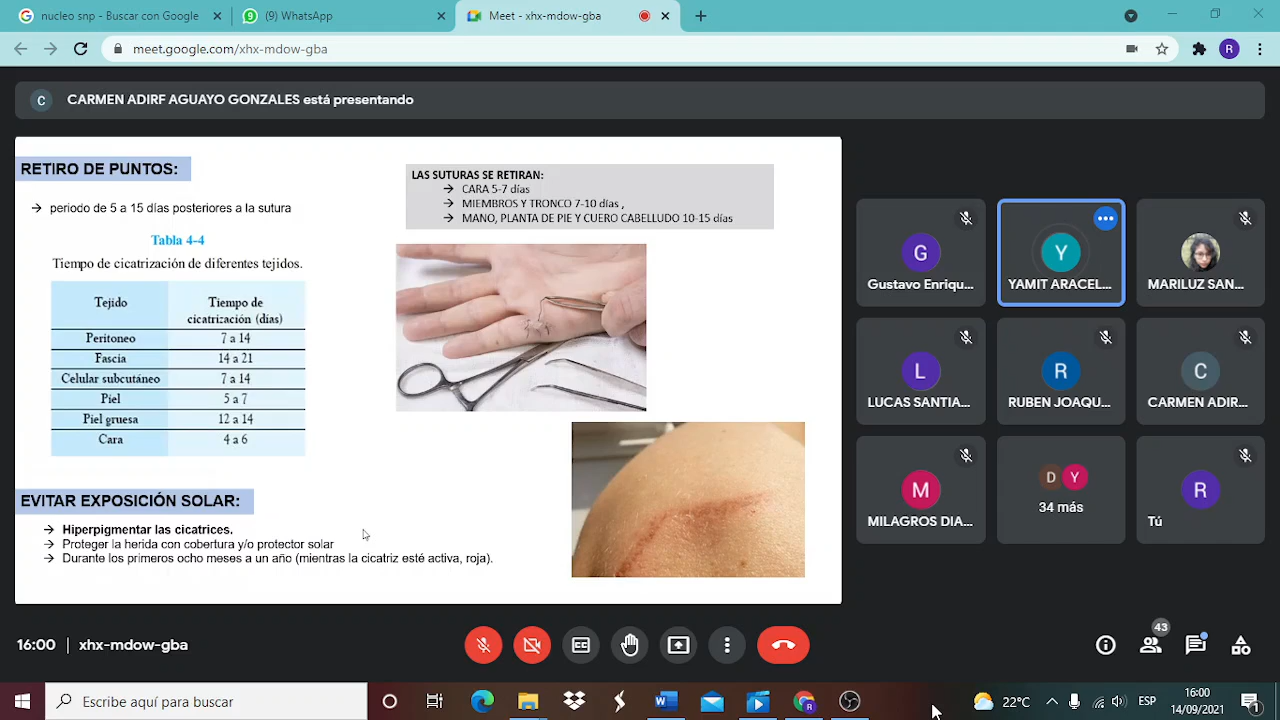 nucleo snp - Buscar con Google
(9) WhatsApp
Meet - xhx-mdow-gba
meet.google.com/xhx-mdow-gba
R
C CARMEN ADIRF AGUAYO GONZALES está presentando
RETIRO DE PUNTOS:
→ periodo de 5 a 15 días posteriores a la sutura
Tabla 4-4
Tiempo de cicatrización de diferentes tejidos.
Tejido Tiempo de
cicatrización (días)
Peritoneo 7 a 14
Fascia 14 a 21
Celular subcutáneo 7 a 14
Piel 5 a 7
Piel gruesa 12 a 14
Cara 4 a 6
LAS SUTURAS SE RETIRAN:
→ CARA 5-7 días
→ MIEMBROS Y TRONCO 7-10 días ,
→ MANO, PLANTA DE PIE Y CUERO CABELLUDO 10-15 días
EVITAR EXPOSICIÓN SOLAR:
→ Hiperpigmentar las cicatrices.
→ Proteger la herida con cobertura y/o protector solar
→ Durante los primeros ocho meses a un año (mientras la cicatriz esté activa, roja).
G
Gustavo Enriqu...
Y
YAMIT ARACEL...
MARILUZ SAN...
L
LUCAS SANTIA...
R
RUBEN JOAQU...
C
CARMEN ADIR...
M
MILAGROS DIA...
D Y
34 más
R
Tú
16:00 | xhx-mdow-gba
43
Escribe aquí para buscar
22°C
ESP
16:00
14/09/2021
1